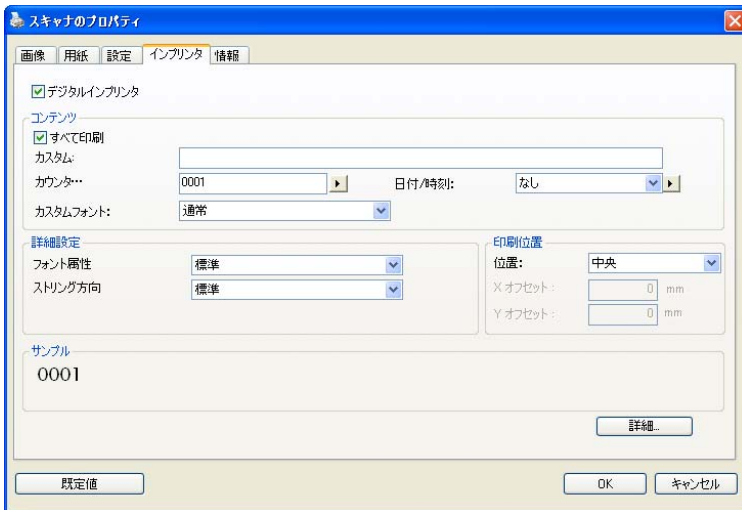 スキャナのプロパティ
画像 用紙 設定 インプリンタ 情報
デジタルインプリンタ
コンテンツ
すべて印刷
カスタム:
カウンタ… 0001 日付/時刻: なし
カスタムフォント: 通常
詳細設定 印刷位置
フォント属性 標準 位置: 中央
ストリング方向 標準 X オフセット: 0 mm
Y オフセット: 0 mm
サンプル
0001
詳細...
既定値 OK キャンセル